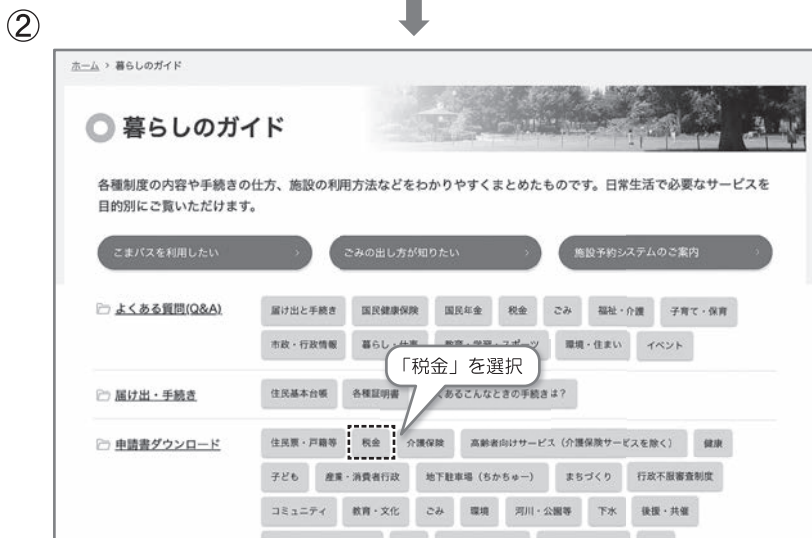 ②
ホーム › 暮らしのガイド
暮らしのガイド
各種制度の内容や手続きの仕方、施設の利用方法などをわかりやすくまとめたものです。日常生活で必要なサービスを
目的別にご覧いただけます。
こまバスを利用したい ごみの出し方が知りたい 施設予約システムのご案内
よくある質問(Q&A) 届け出と手続き 国民健康保険 国民年金 税金 ごみ 福祉・介護 子育て・保育
市政・行政情報 暮らし・仕事 教育・学習・スポーツ 環境・住まい イベント
「税金」を選択
届け出・手続き 住民基本台帳 各種証明書 くあるこんなときの手続きは？
申請書ダウンロード 住民票・戸籍等 税金 介護保険 高齢者向けサービス（介護保険サービスを除く） 健康
子ども 産業・消費者行政 地下駐車場（ちかちゅー） まちづくり 行政不服審査制度
コミュニティ 教育・文化 ごみ 環境 河川・公園等 下水 後援・共催